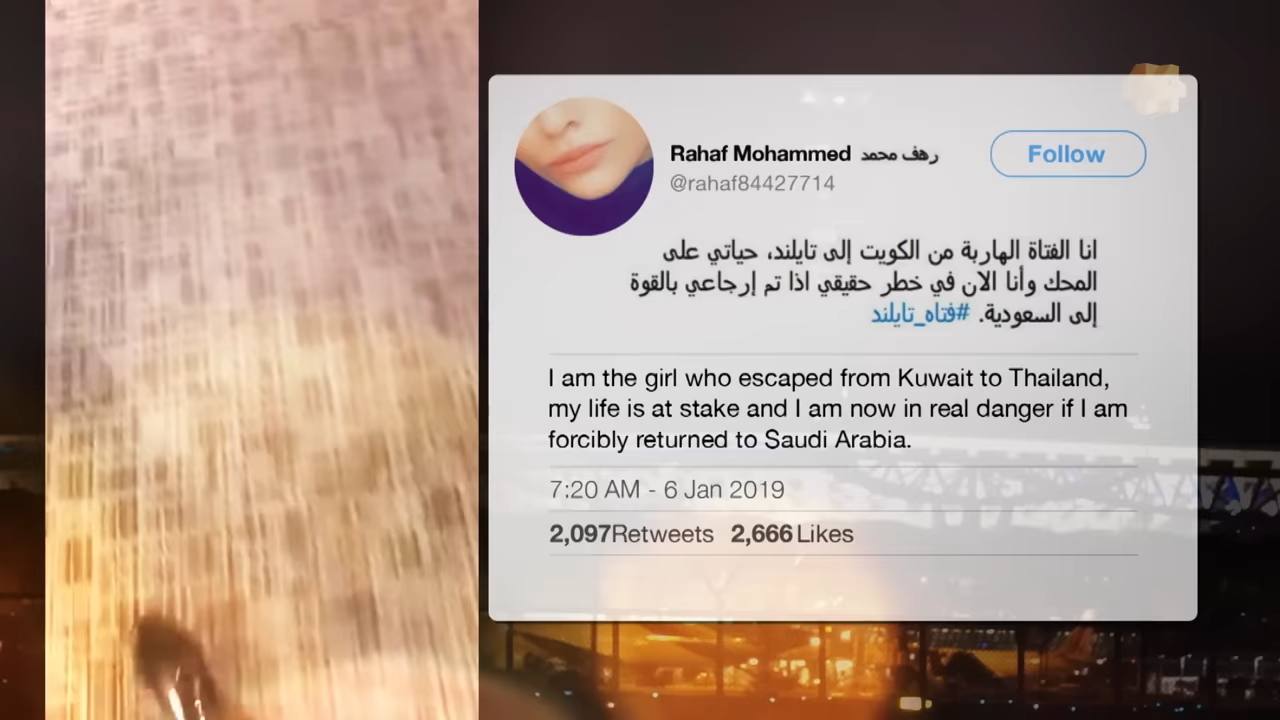 Rahaf Mohammed رهف محمد
@rahaf84427714
Follow
انا الفتاة الهاربة من الكويت إلى تايلند، حياتي على
المحك وأنا الان في خطر حقيقي اذا تم إرجاعي بالقوة
إلى السعودية. #فتاه_تايلند
I am the girl who escaped from Kuwait to Thailand,
my life is at stake and I am now in real danger if I am
forcibly returned to Saudi Arabia.
7:20 AM - 6 Jan 2019
2,097Retweets 2,666 Likes